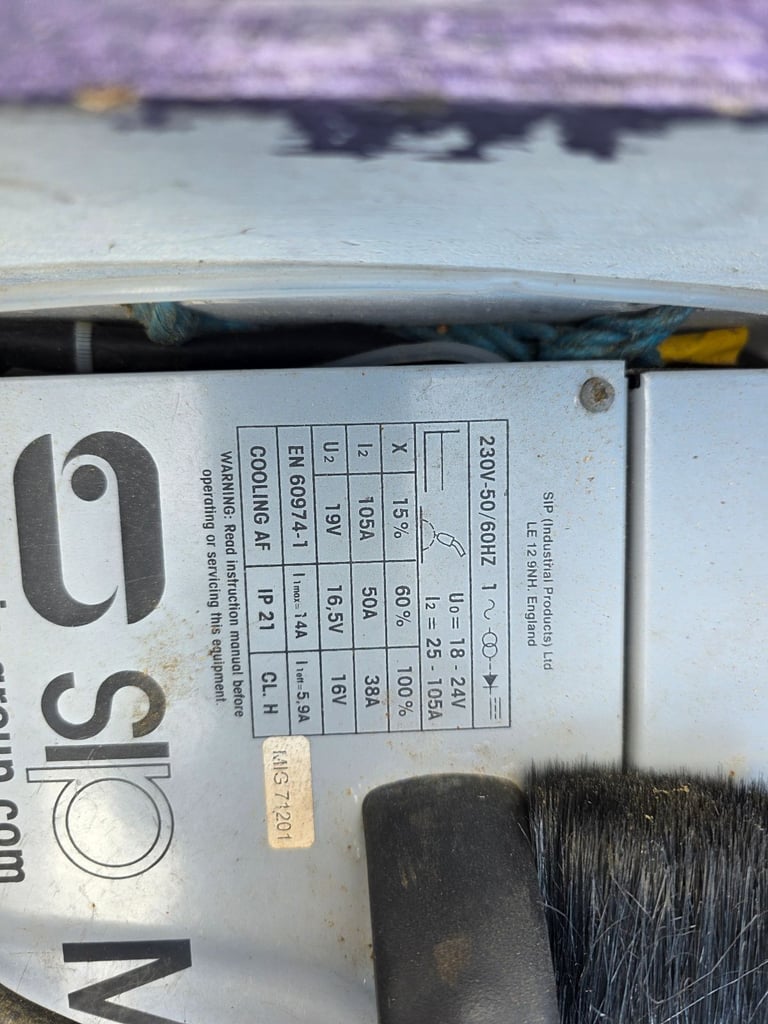 SIP (Industrial Products) Ltd
LE 12 9NH. England
230V-50/60HZ 1 ~
U0 = 18 - 24V
I2 = 25 - 105A
X 15% 60% 100%
I2 105A 50A 38A
U2 19V 16,5V 16V
EN 60974-1 I1max= 14A I1eff=5,9A
COOLING AF IP 21 CL. H
WARNING: Read instruction manual before
operating or servicing this equipment.
MIG 71201
SIP M
.com